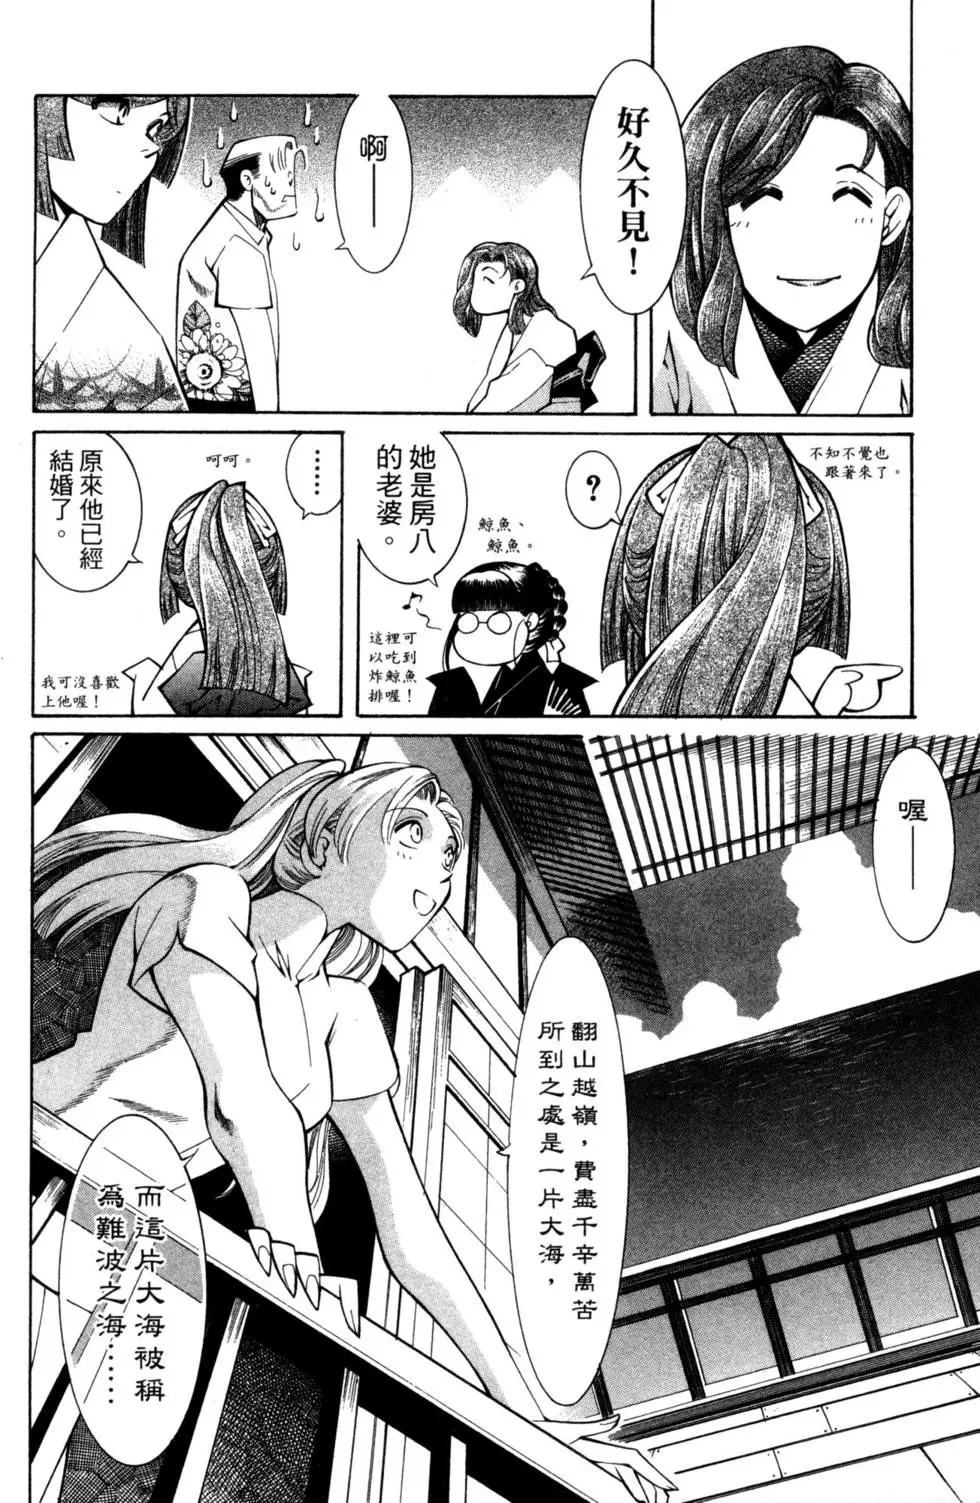 好久不見！
啊——
不知不覺也
跟著來了。
？
鯨魚、
鯨魚。
她是房八
的老婆。
這裡可
以吃到
炸鯨魚
排喔！
……
呵呵。
原來他已經
結婚了。
我可沒喜歡
上他喔！
喔——
翻山越嶺，費盡千辛萬苦
所到之處是一片大海，
而這片大海被稱
為難波之海……